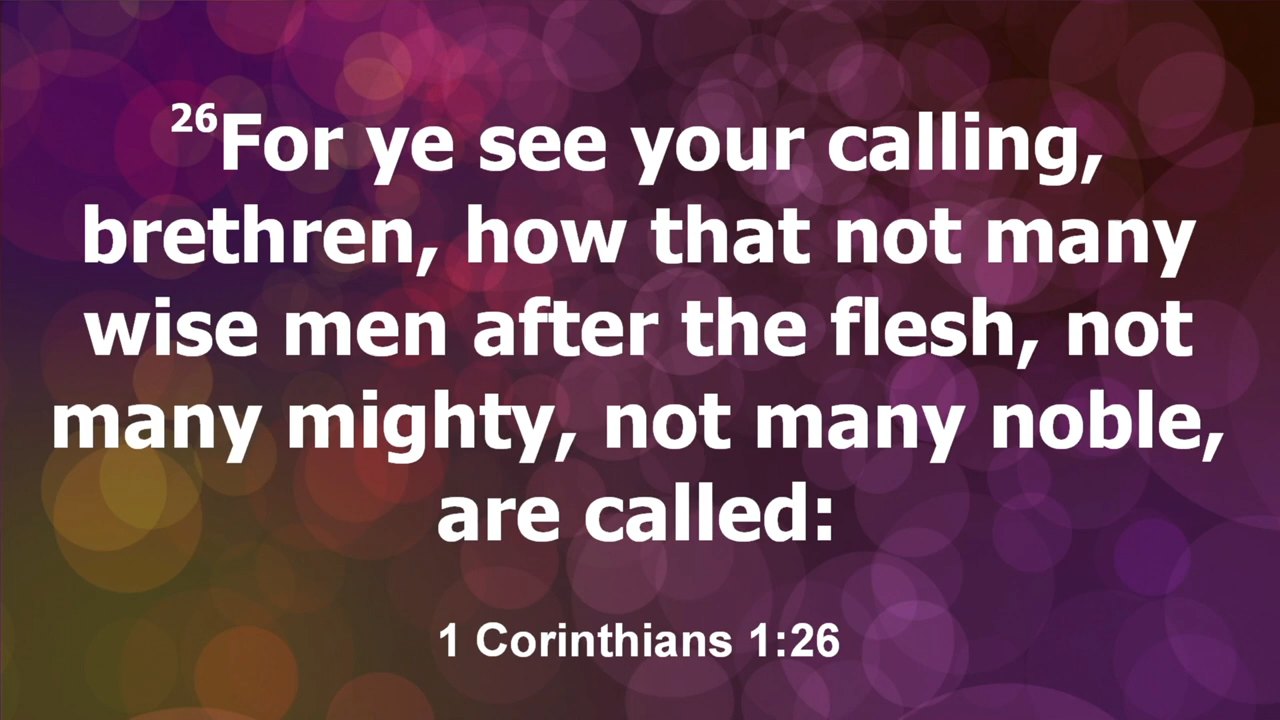 26For ye see your calling,
brethren, how that not many
wise men after the flesh, not
many mighty, not many noble,
are called:
1 Corinthians 1:26